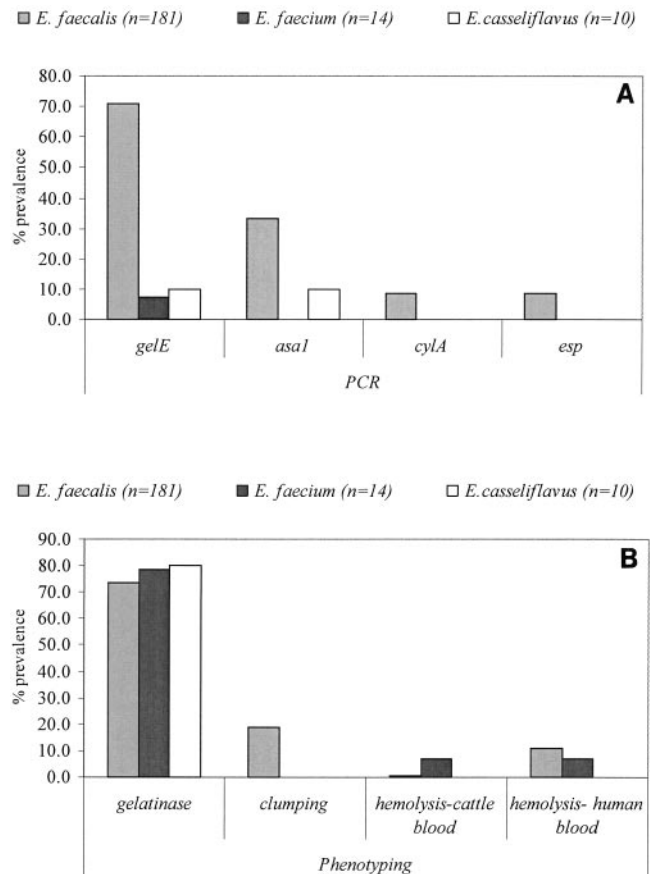 E. faecalis (n=181) E. faecium (n=14) E.casseliflavus (n=10)
A
80.0
70.0
60.0
50.0
40.0
30.0
20.0
10.0
0.0
% prevalence
gelE asa1 cylA esp
PCR
E. faecalis (n=181) E. faecium (n=14) E.casseliflavus (n=10)
B
90.0
80.0
70.0
60.0
50.0
40.0
30.0
20.0
10.0
0.0
% prevalence
gelatinase clumping hemolysis-cattle hemolysis- human
blood blood
Phenotyping